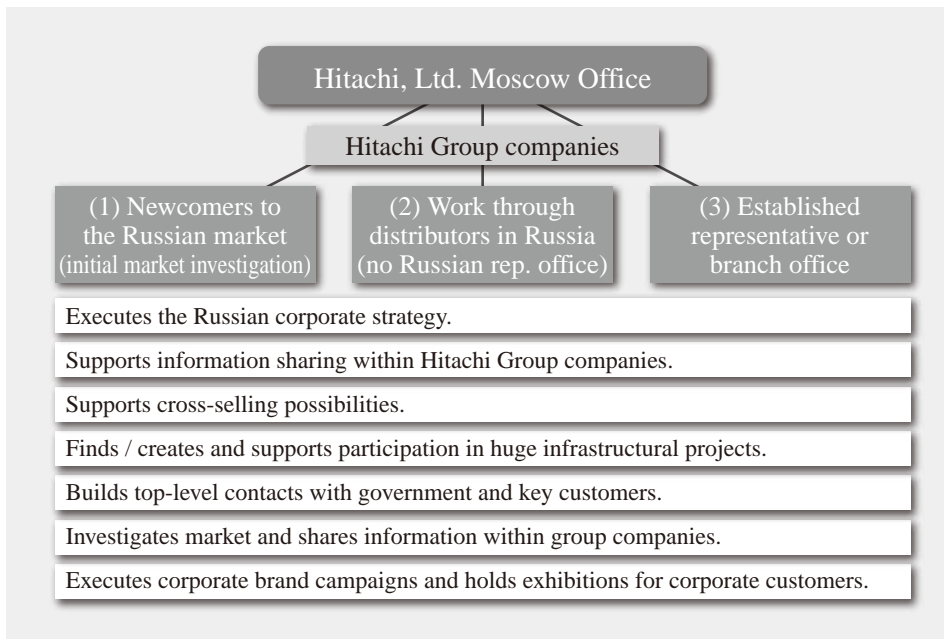 Hitachi, Ltd. Moscow Office
Hitachi Group companies
(1) Newcomers to
the Russian market
(initial market investigation)
(2) Work through
distributors in Russia
(no Russian rep. office)
(3) Established
representative or
branch office
Executes the Russian corporate strategy.
Supports information sharing within Hitachi Group companies.
Supports cross-selling possibilities.
Finds / creates and supports participation in huge infrastructural projects.
Builds top-level contacts with government and key customers.
Investigates market and shares information within group companies.
Executes corporate brand campaigns and holds exhibitions for corporate customers.